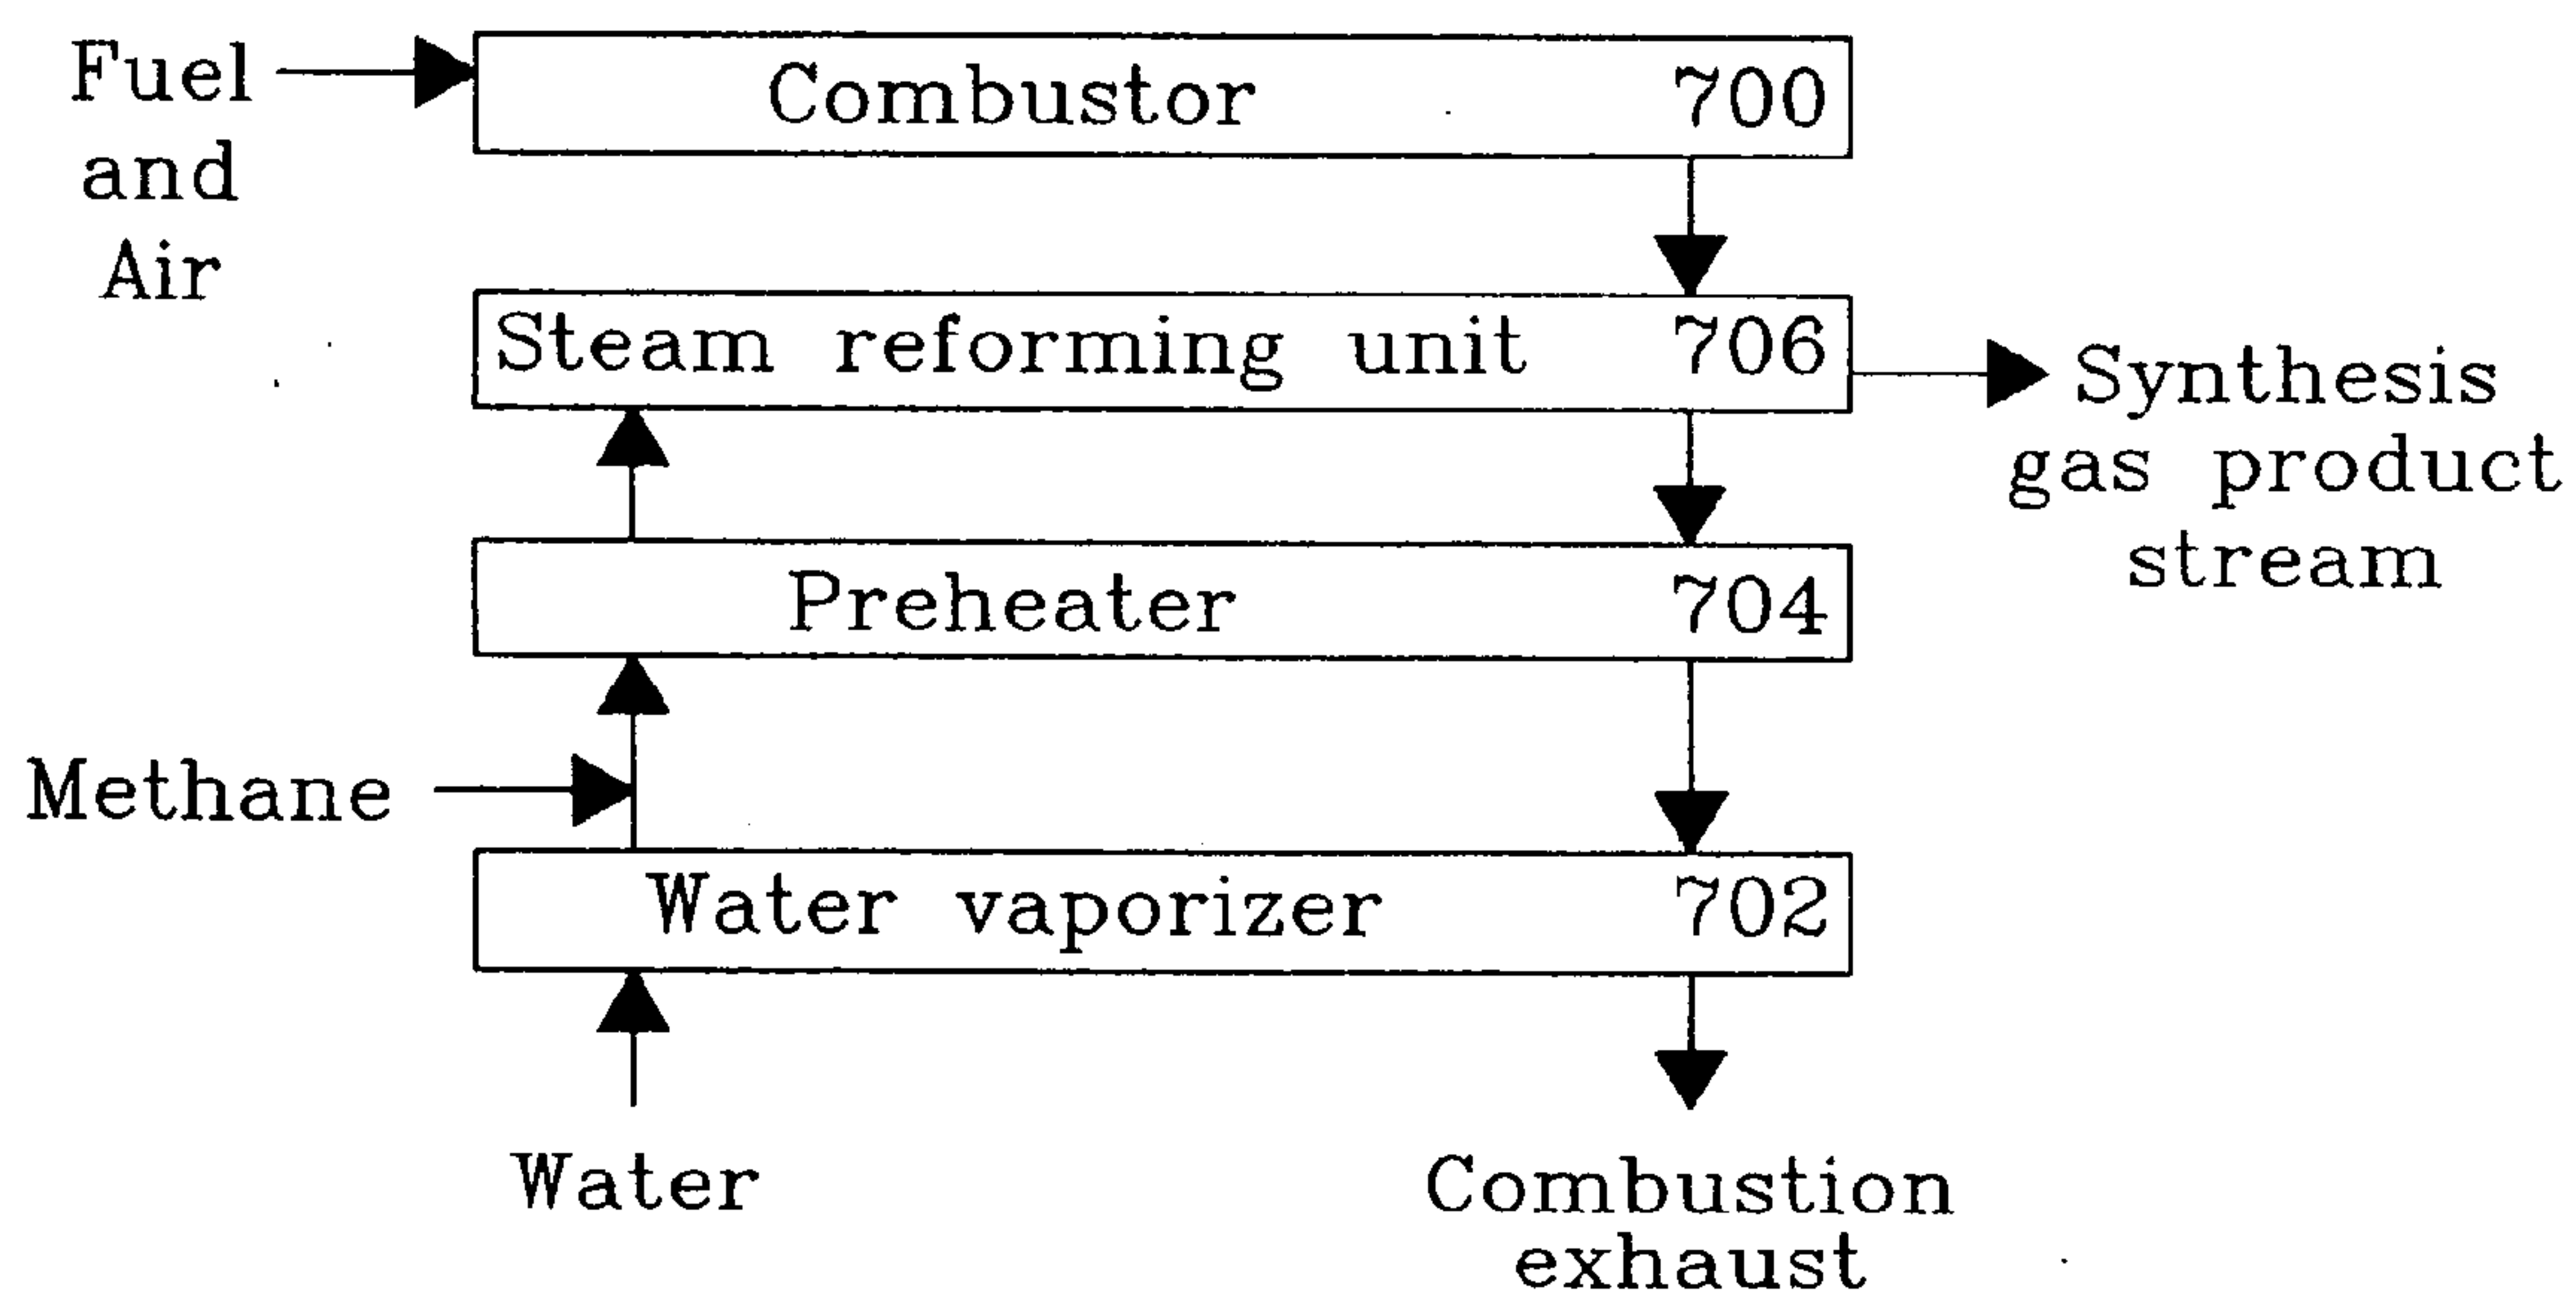 Fuel
and
Air
Combustor 700
Steam reforming unit 706
Synthesis
gas product
stream
Preheater 704
Methane
Water vaporizer 702
Water
Combustion
exhaust